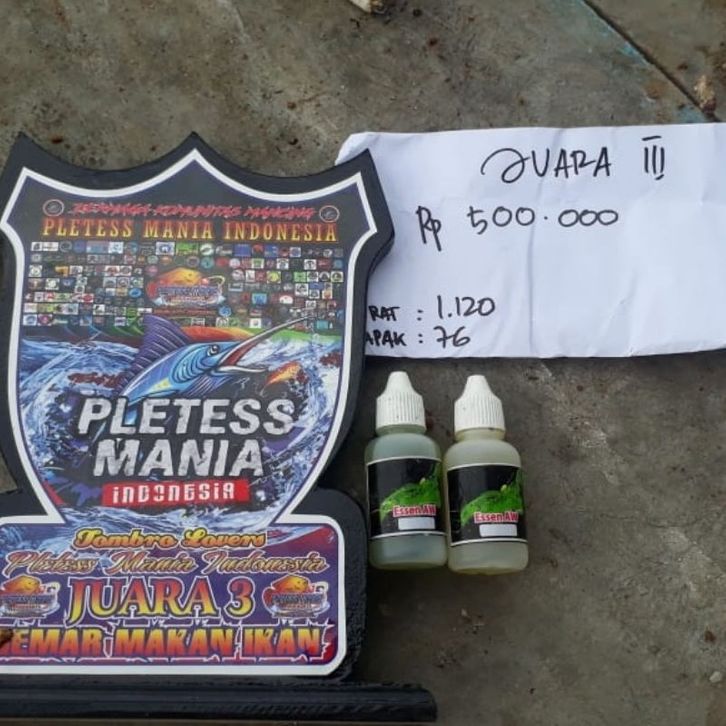 PLETESS MANIA INDONESIA
PLETESS
MANIA
INDONESIA
Tombro Lovers
Pletess Mania Indonesia
JUARA 3
EMAR MAKAN IKAN
JUARA III
Rp 500.000
RAT : 1.120
APAK : 76
Essen AW
Essen AW